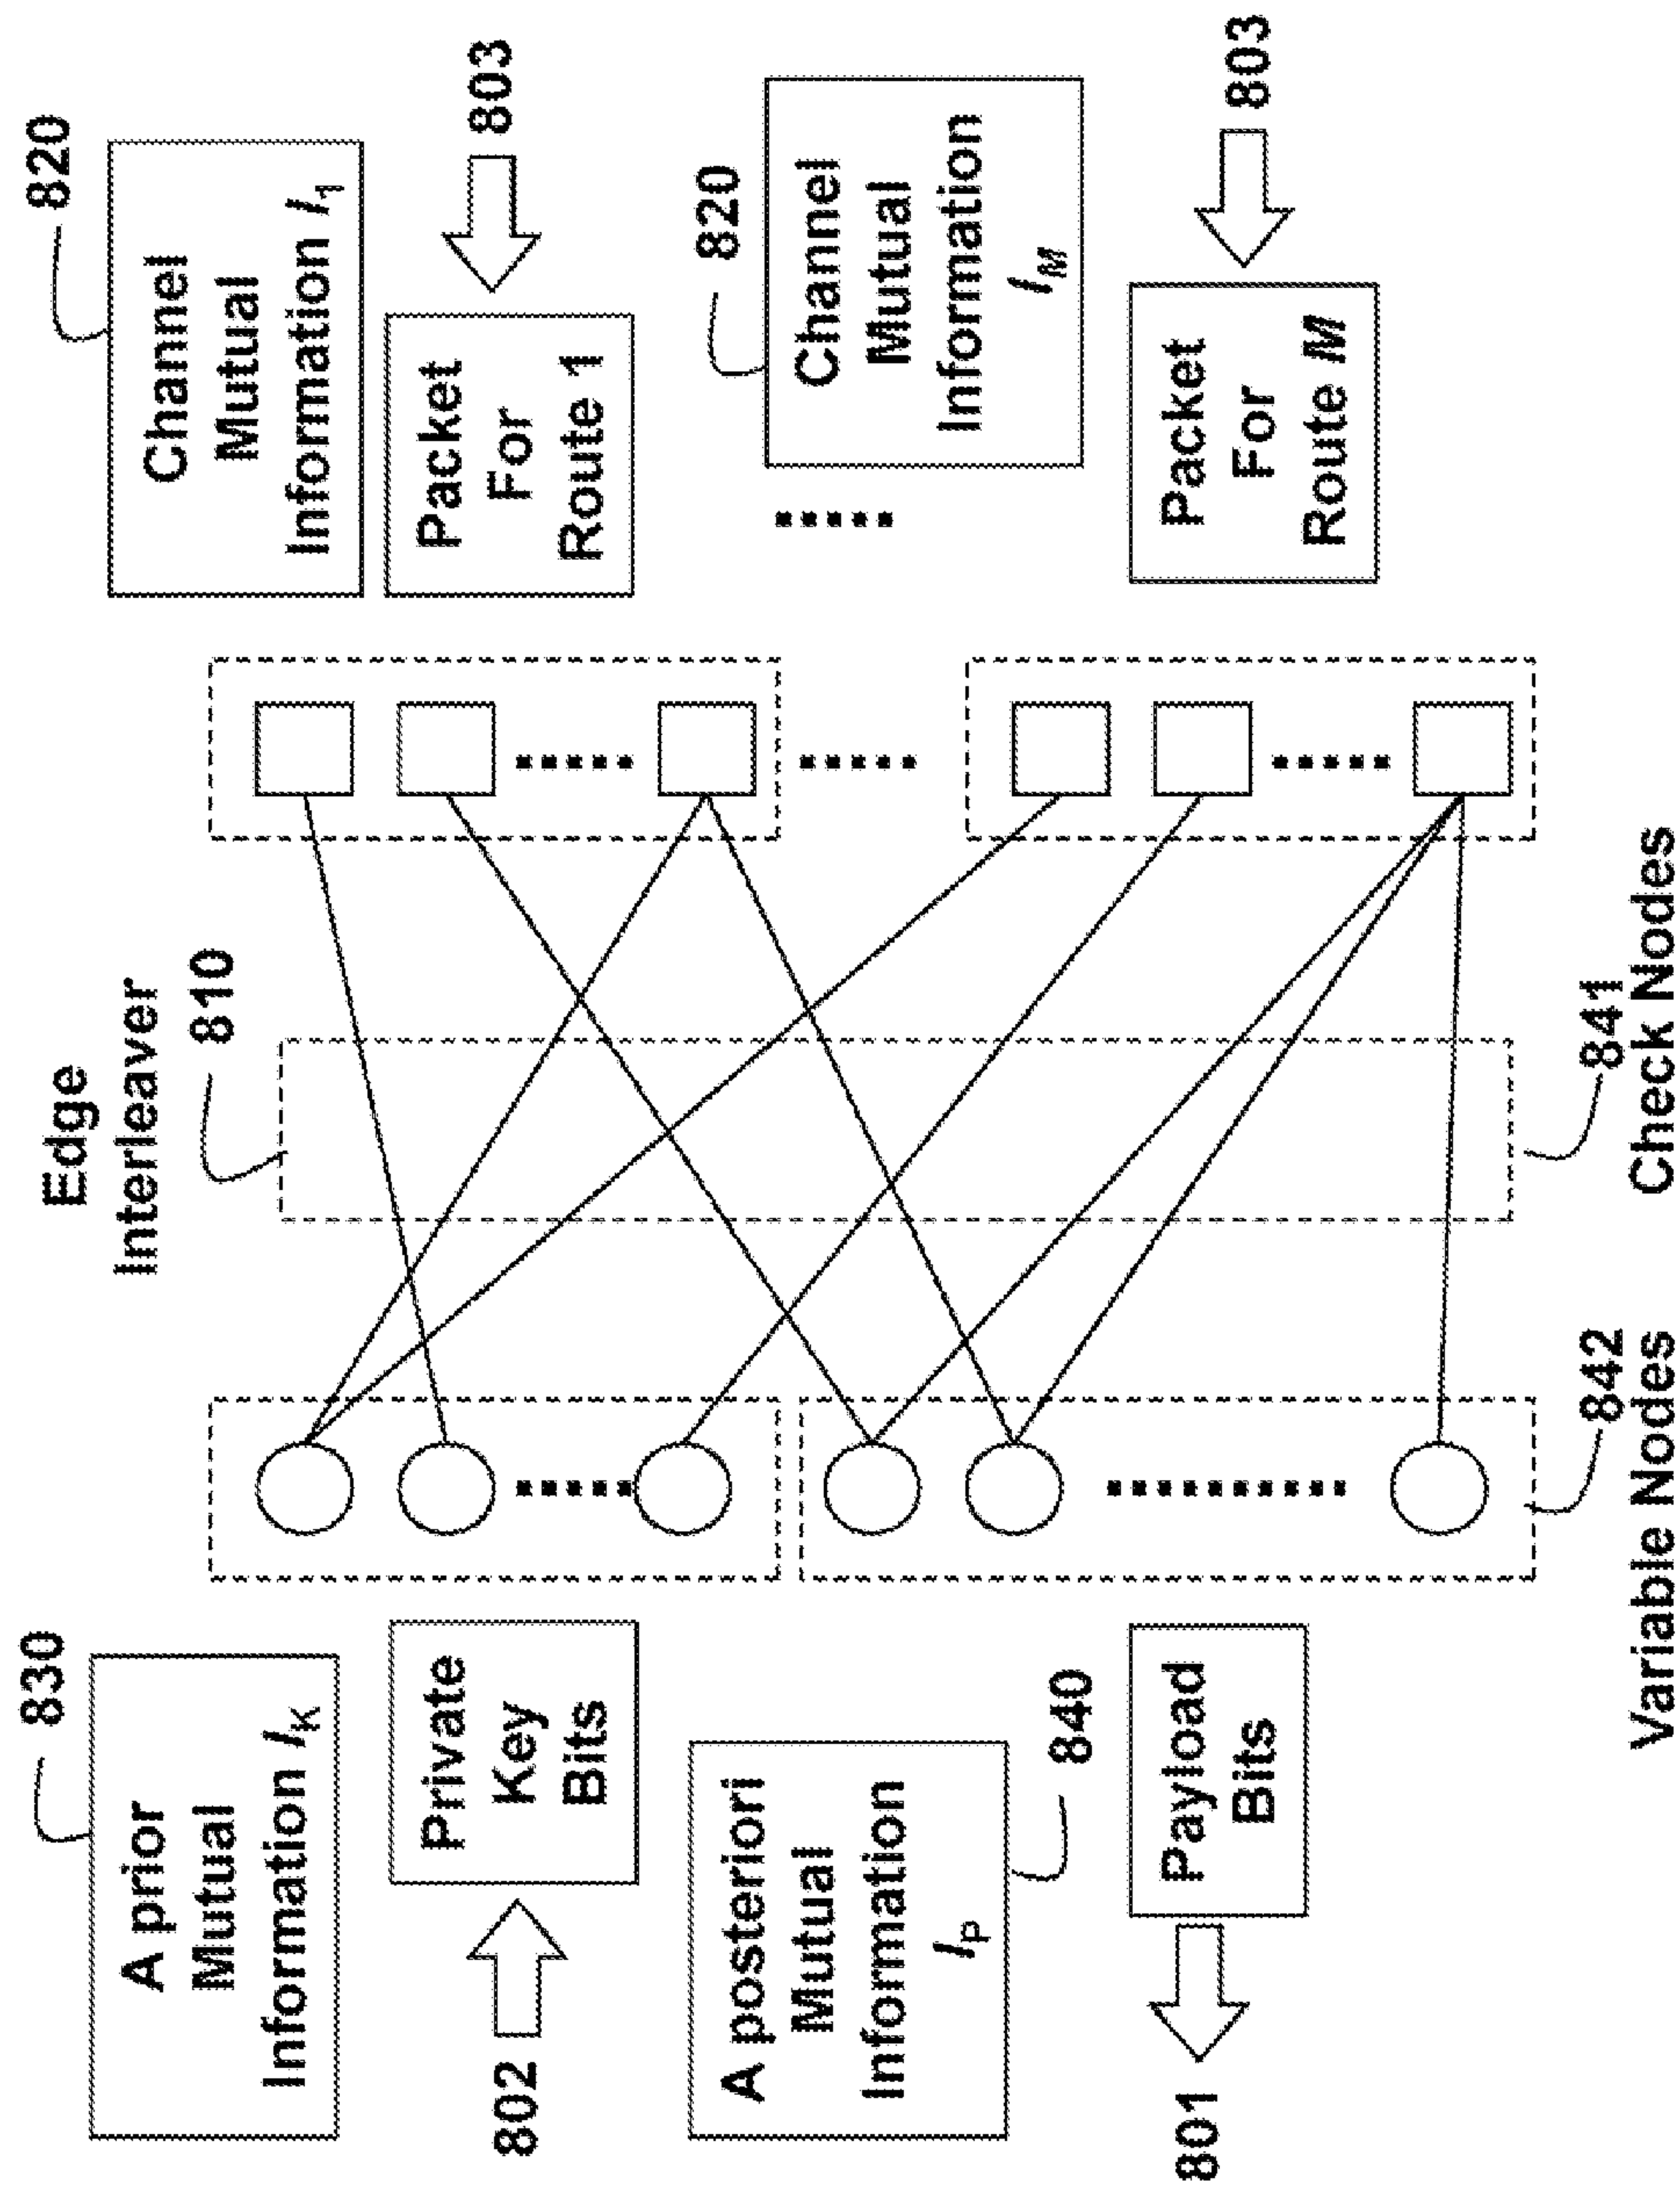 830
A prior
Mutual
Information IK
802
Private
Key
Bits
A posteriori
Mutual
Information
IP
840
801
Payload
Bits
Edge
Interleaver
810
842
Variable Nodes
841
Check Nodes
820
Channel
Mutual
Information I1
Packet
For
Route 1
803
820
Channel
Mutual
Information
IM
Packet
For
Route M
803